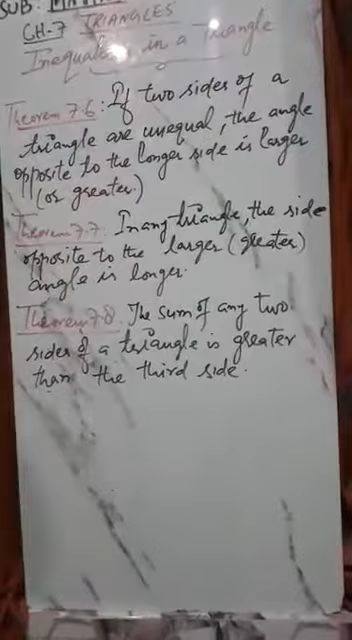 SUB: MATHS
CH-7 TRIANGLES
Inequalities in a Triangle
Theorem 7.6: If two sides of a
triangle are unequal, the angle
opposite to the longer side is larger
(or greater.)
Theorem 7.7. In any triangle, the side
opposite to the larger (greater)
angle is longer.
Theorem 7.8. The sum of any two
sides of a triangle is greater
than the third side.